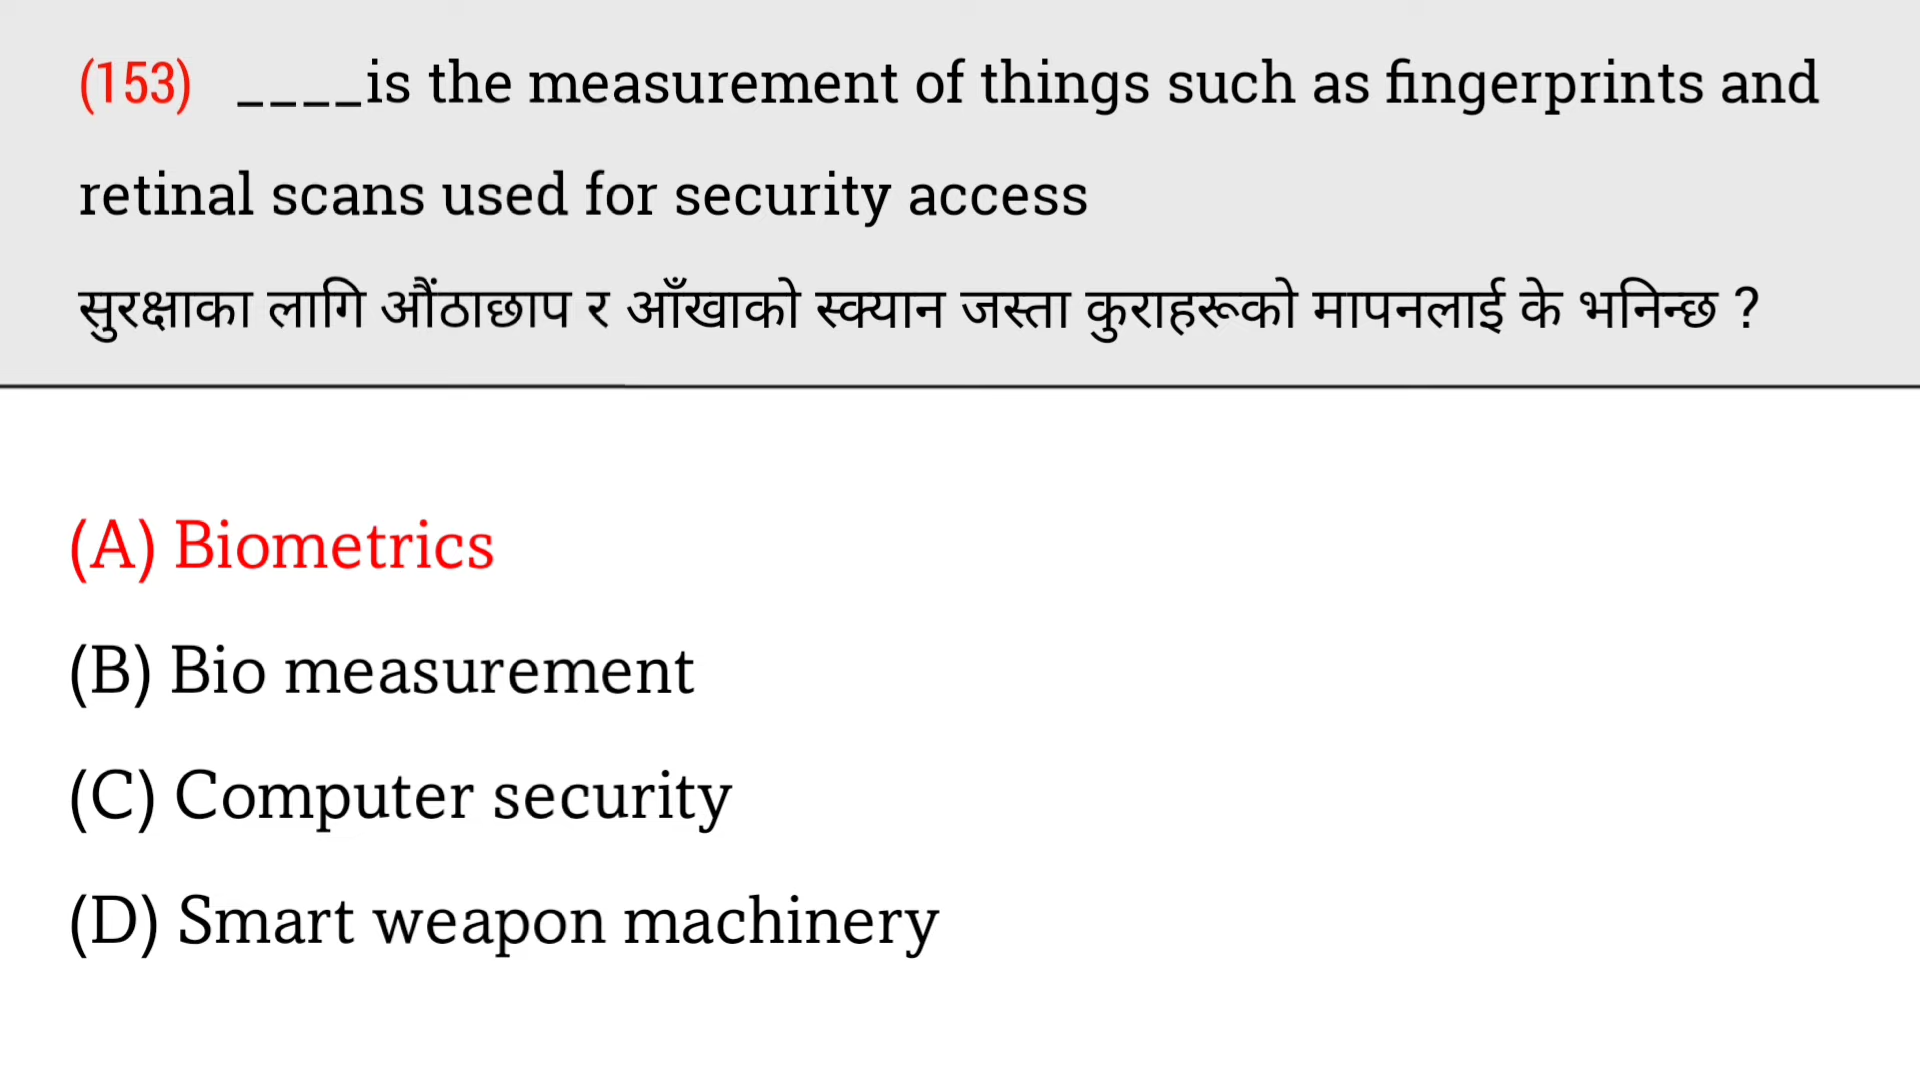 (153) ____is the measurement of things such as fingerprints and
retinal scans used for security access
सुरक्षाका लागि औंठाछाप र आँखाको स्क्यान जस्ता कुराहरूको मापनलाई के भनिन्छ ?
(A) Biometrics
(B) Bio measurement
(C) Computer security
(D) Smart weapon machinery